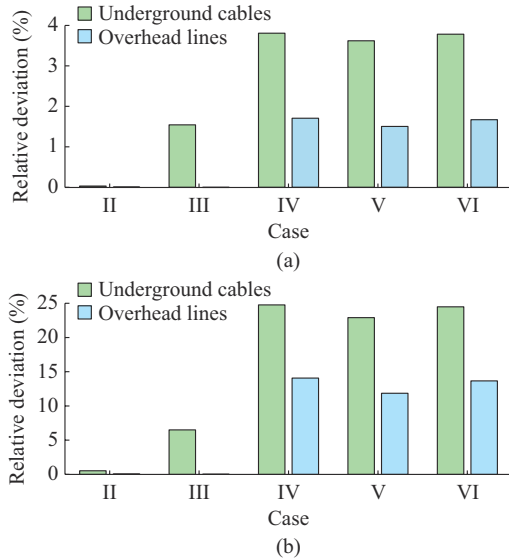 Underground cables
Overhead lines
Relative deviation (%)
4
3
2
1
0
II III IV V VI
Case
(a)
Underground cables
Overhead lines
Relative deviation (%)
25
20
15
10
5
0
II III IV V VI
Case
(b)